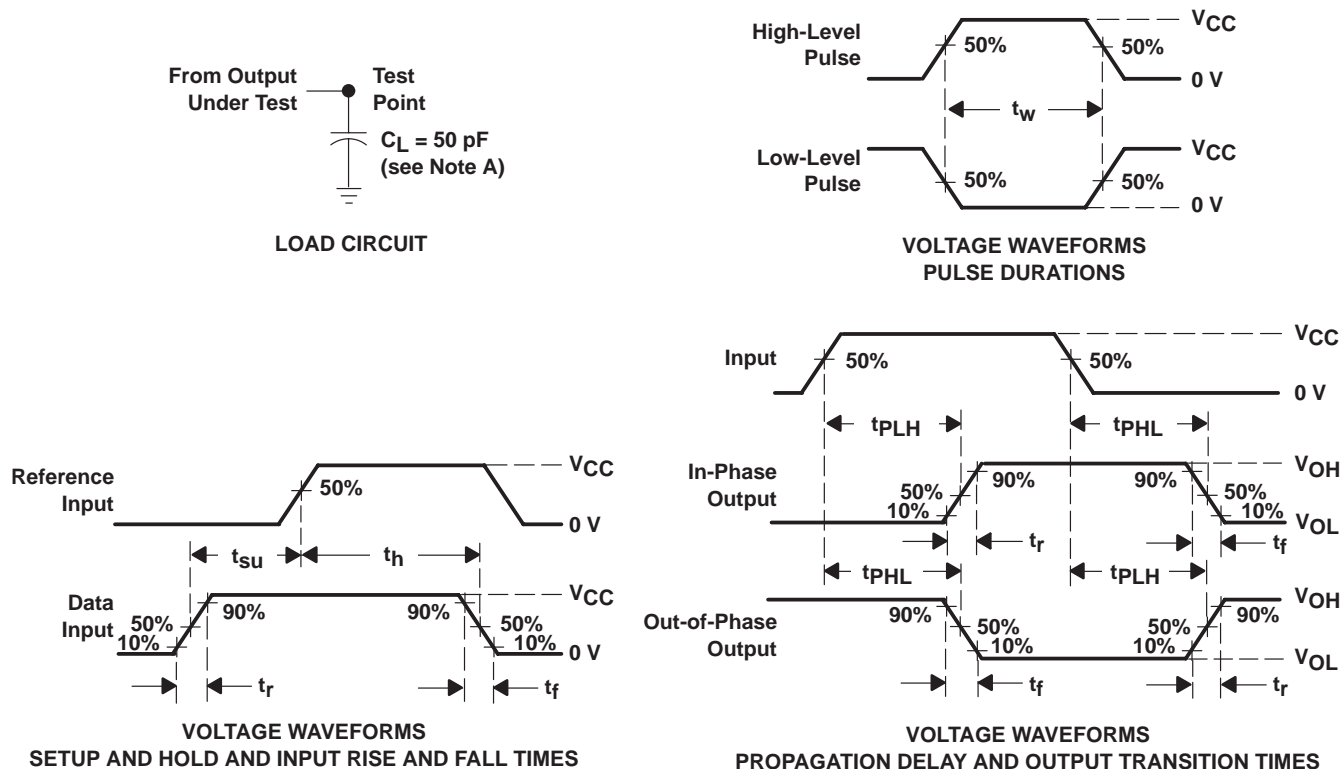 From Output
Under Test
Test
Point
CL = 50 pF
(see Note A)
LOAD CIRCUIT
High-Level
Pulse
50%
50%
VCC
0 V
tw
Low-Level
Pulse
50%
50%
VCC
0 V
VOLTAGE WAVEFORMS
PULSE DURATIONS
Reference
Input
50%
VCC
0 V
tsu
th
Data
Input
50%
10%
90%
90%
50%
10%
VCC
0 V
tr
tf
VOLTAGE WAVEFORMS
SETUP AND HOLD AND INPUT RISE AND FALL TIMES
Input
50%
50%
VCC
0 V
tPLH
tPHL
In-Phase
Output
50%
10%
90%
90%
50%
10%
VOH
VOL
tr
tf
tPHL
tPLH
Out-of-Phase
Output
90%
50%
10%
50%
10%
90%
VOH
VOL
tf
tr
VOLTAGE WAVEFORMS
PROPAGATION DELAY AND OUTPUT TRANSITION TIMES